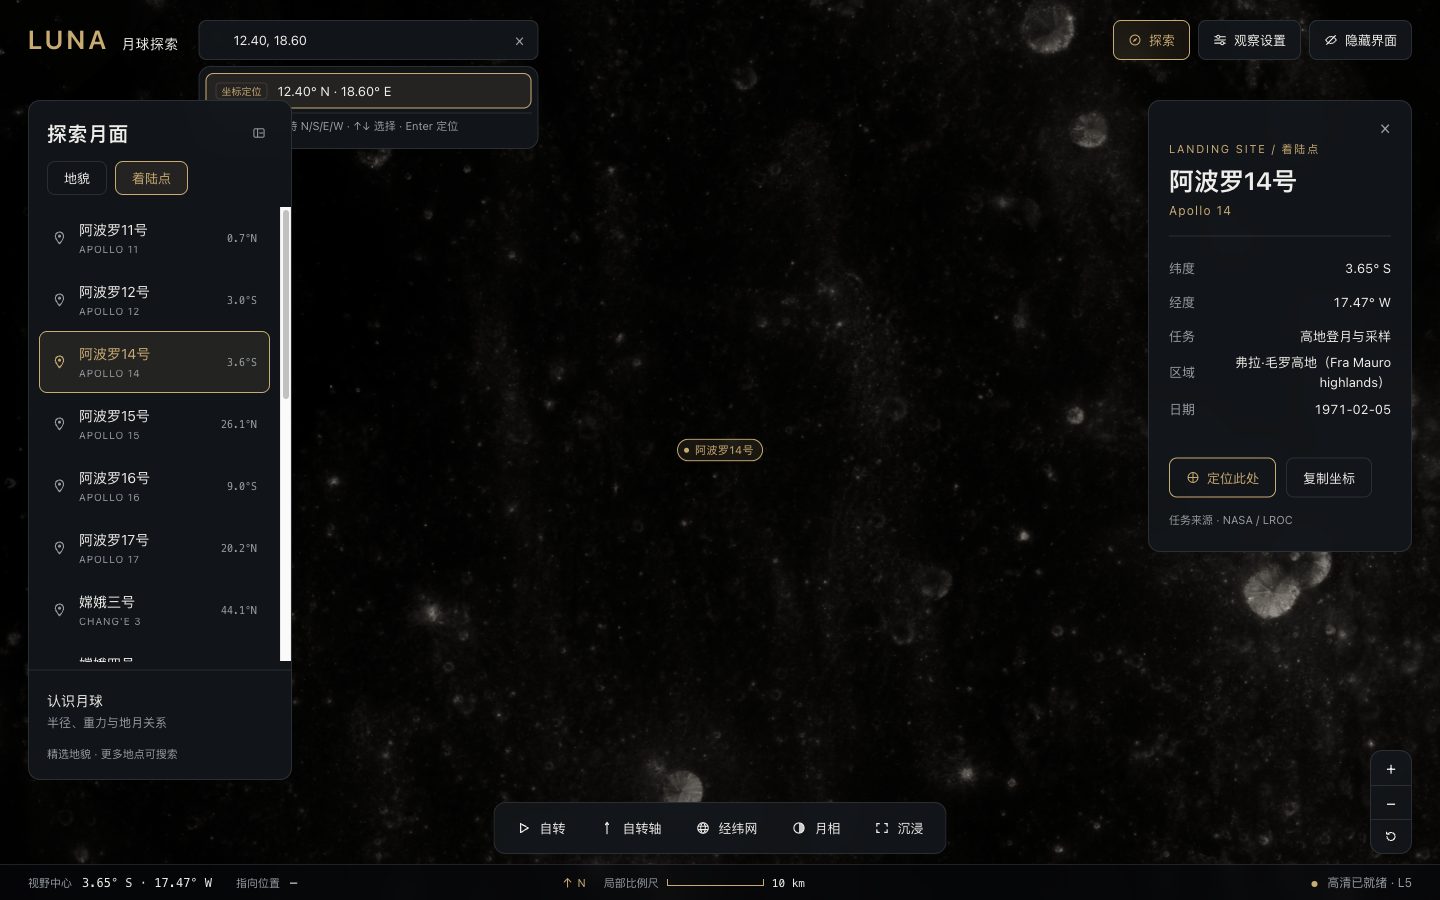 LUNA 月球探索
12.40, 18.60
探索
观察设置
隐藏界面
坐标定位 12.40° N · 18.60° E
N/S/E/W · ↑↓ 选择 · Enter 定位
探索月面
地貌
着陆点
阿波罗11号
APOLLO 11
0.7°N
阿波罗12号
APOLLO 12
3.0°S
阿波罗14号
APOLLO 14
3.6°S
阿波罗15号
APOLLO 15
26.1°N
阿波罗16号
APOLLO 16
9.0°S
阿波罗17号
APOLLO 17
20.2°N
嫦娥三号
CHANG'E 3
44.1°N
认识月球
半径、重力与地月关系
精选地貌 · 更多地点可搜索
阿波罗14号
LANDING SITE / 着陆点
阿波罗14号
Apollo 14
纬度 3.65° S
经度 17.47° W
任务 高地登月与采样
区域 弗拉·毛罗高地（Fra Mauro
highlands）
日期 1971-02-05
定位此处
复制坐标
任务来源 · NASA / LROC
自转
自转轴
经纬网
月相
沉浸
视野中心 3.65° S · 17.47° W
指向位置 —
↑ N
局部比例尺
10 km
高清已就绪 · L5